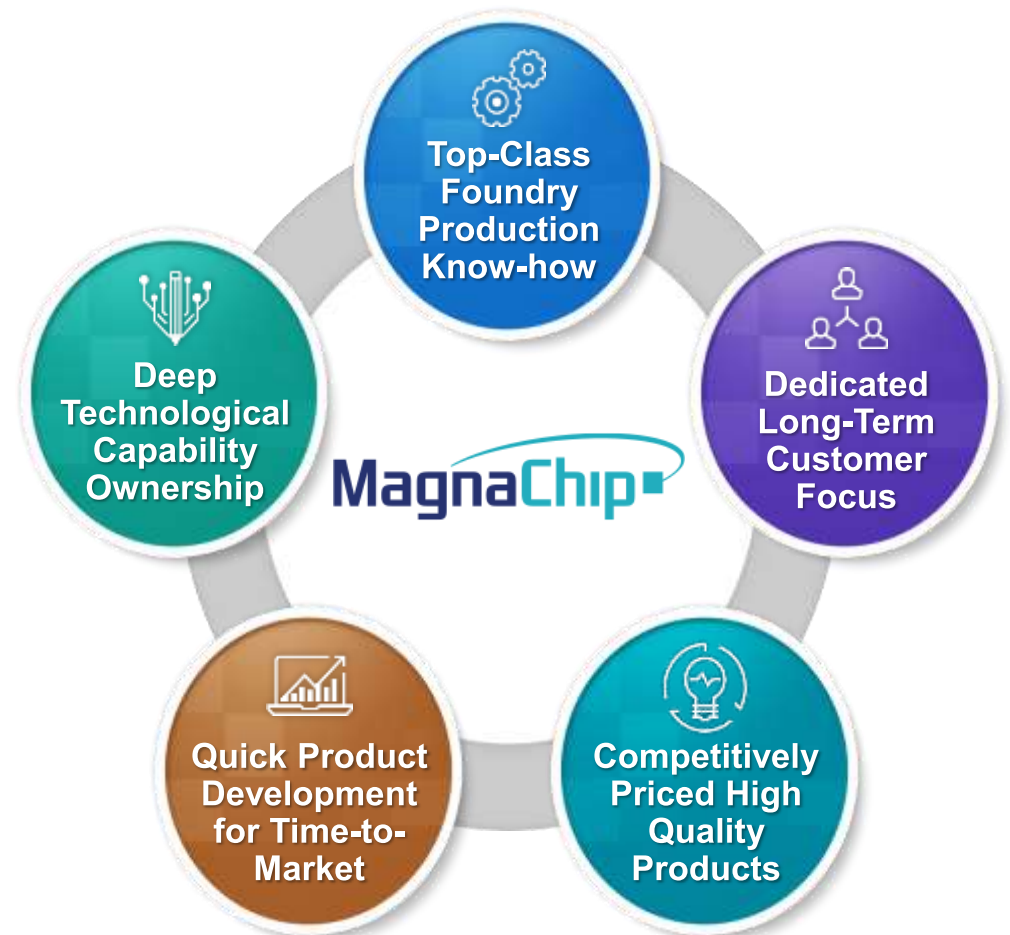 Top-Class
Foundry
Production
Know-how
Dedicated
Long-Term
Customer
Focus
Competitively
Priced High
Quality
Products
Quick Product
Development
for Time-to-
Market
Deep
Technological
Capability
Ownership
MagnaChip